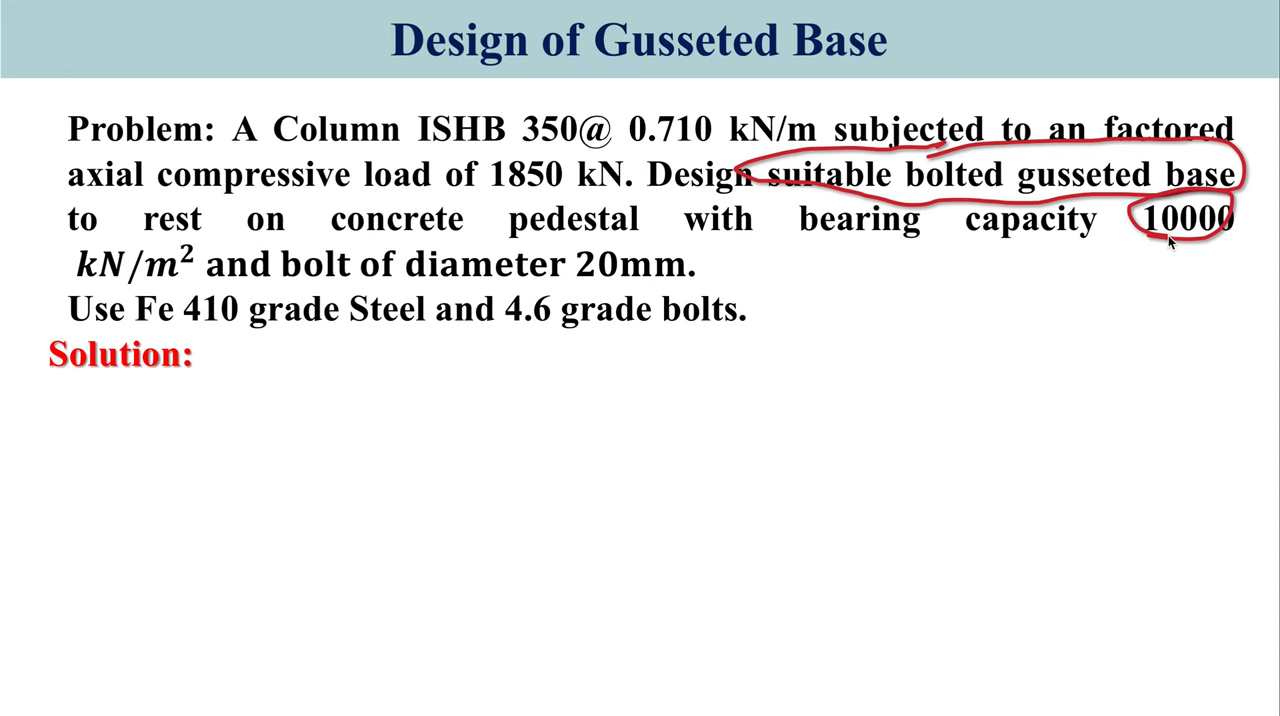 Design of Gusseted Base
Problem: A Column ISHB 350@ 0.710 kN/m subjected to an factored
axial compressive load of 1850 kN. Design suitable bolted gusseted base
to rest on concrete pedestal with bearing capacity 10000
kN/m² and bolt of diameter 20mm.
Use Fe 410 grade Steel and 4.6 grade bolts.
Solution: